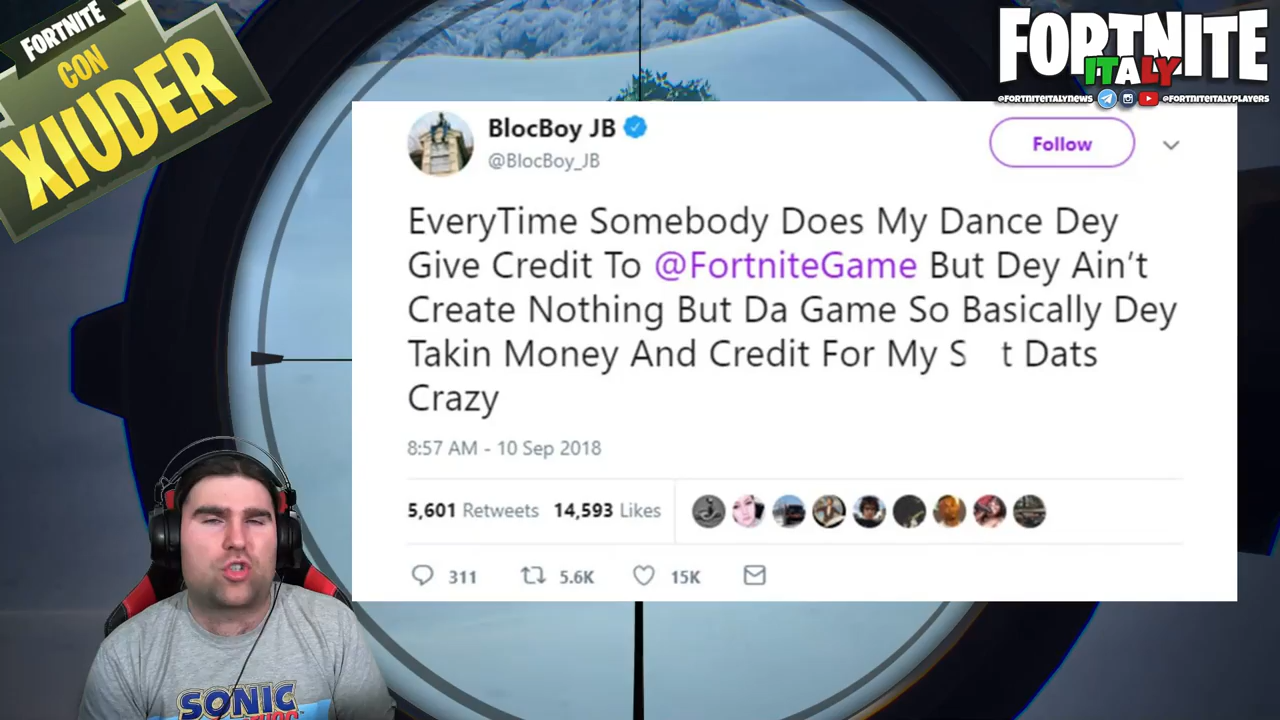 FORTNITE
CON
XIUDER
FORTNITE
ITALY
@FORTNITEITALYNEWS @FORTNITEITALYPLAYERS
BlocBoy JB
@BlocBoy_JB
Follow
EveryTime Somebody Does My Dance Dey
Give Credit To @FortniteGame But Dey Ain't
Create Nothing But Da Game So Basically Dey
Takin Money And Credit For My S t Dats
Crazy
8:57 AM - 10 Sep 2018
5,601 Retweets 14,593 Likes
311 5.6K 15K
SONIC